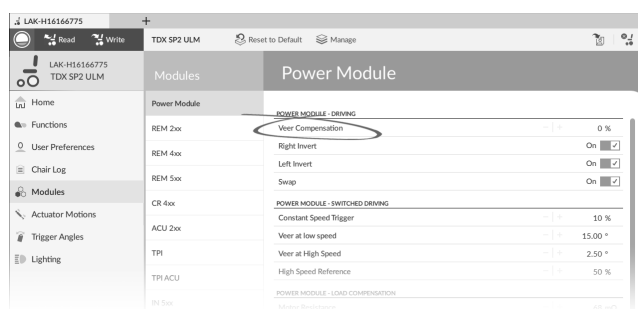 LAK-H16166775
+
Read
Write
TDX SP2 ULM
Reset to Default
Manage
LAK-H16166775
TDX SP2 ULM
Modules
Power Module
Home
Functions
User Preferences
Chair Log
Modules
Actuator Motions
Trigger Angles
Lighting
Power Module
REM 2xx
REM 4xx
REM 5xx
CR 4xx
ACU 2xx
TPI
TPI ACU
IN 5xx
POWER MODULE - DRIVING
Veer Compensation - + 0 %
Right Invert On
Left Invert On
Swap On
POWER MODULE - SWITCHED DRIVING
Constant Speed Trigger - + 10 %
Veer at low speed - + 15.00 °
Veer at High Speed - + 2.50 °
High Speed Reference - + 50 %
POWER MODULE - LOAD COMPENSATION
Motor Resistance